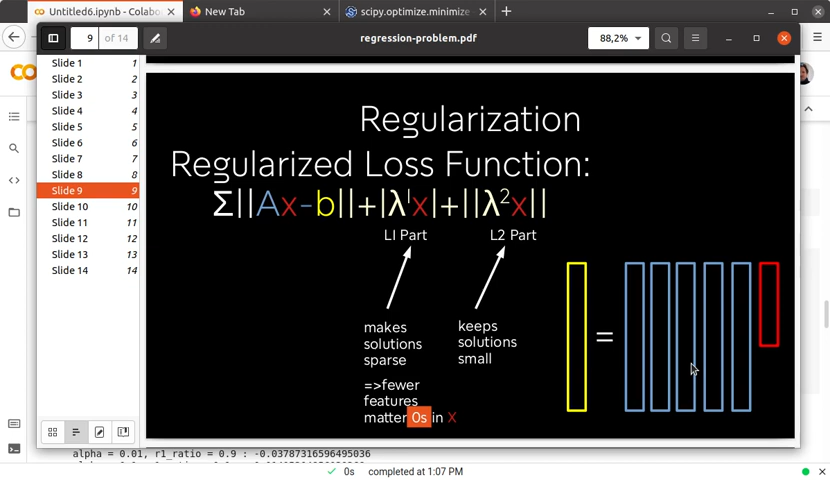 Untitled6.ipynb - Colabo
New Tab
scipy.optimize.minimize
9 of 14
regression-problem.pdf
88,2%
Slide 1 1
Slide 2 2
Slide 3 3
Slide 4 4
Slide 5 5
Slide 6 6
Slide 7 7
Slide 8 8
Slide 9 9
Slide 10 10
Slide 11 11
Slide 12 12
Slide 13 13
Slide 14 14
Regularization
Regularized Loss Function:
Σ||Ax-b||+|λ¹x|+||λ²x||
L1 Part
L2 Part
makes
solutions
sparse
=>fewer
features
matter 0s in X
keeps
solutions
small
=
alpha = 0.01, r1_ratio = 0.9 : -0.03787316596495036
0s completed at 1:07 PM